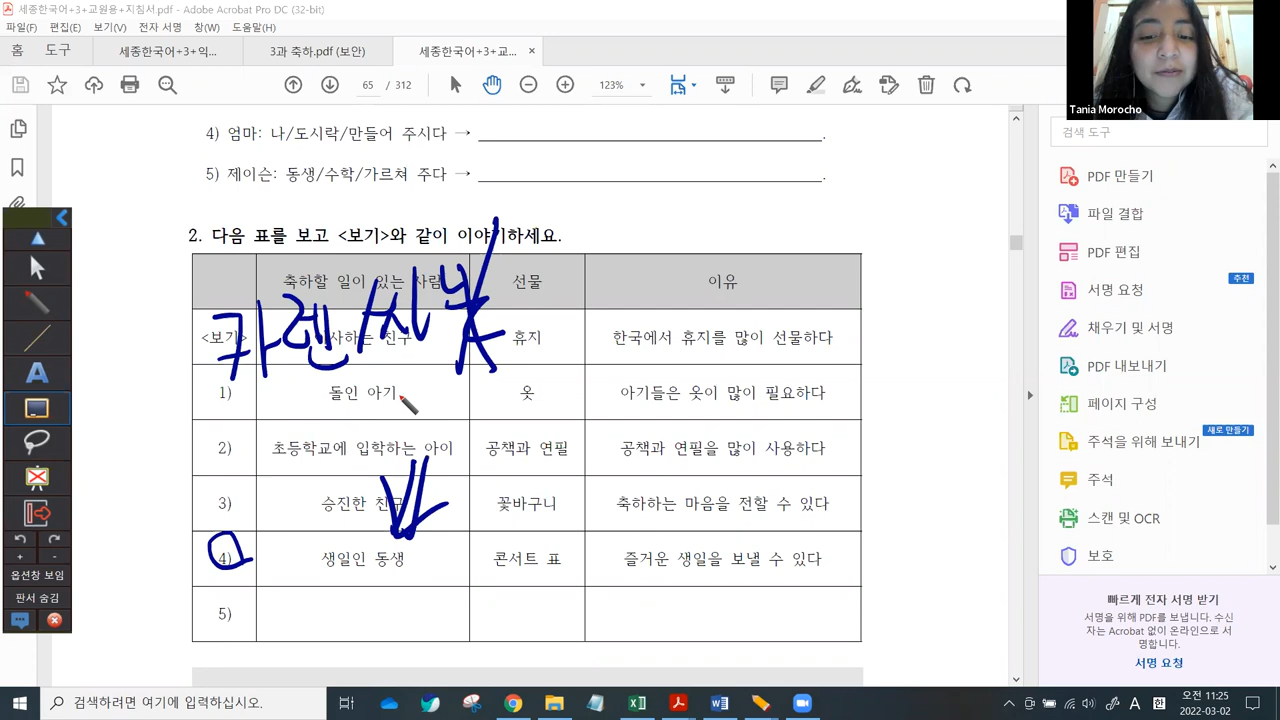 세종한국어+3+교원용+지침서.pdf - Adobe Acrobat Pro DC (32-bit)
파일(F) 편집(E) 보기(V) 전자 서명 창(W) 도움말(H)
홈 도구 세종한국어+3+익... 3과 축하.pdf (보안) 세종한국어+3+교... ×
65 / 312 123%
Tania Morocho
검색 도구
4) 엄마: 나/도시락/만들어 주시다 → .
5) 제이슨: 동생/수학/가르쳐 주다 → .
2. 다음 표를 보고 <보기>와 같이 이야기하세요.
축하할 일이 있는 사람 선물 이유
<보기> 이사하는 친구 휴지 한국에서 휴지를 많이 선물하다
1) 돌인 아기 옷 아기들은 옷이 많이 필요하다
2) 초등학교에 입학하는 아이 공책과 연필 공책과 연필을 많이 사용하다
3) 승진한 친구 꽃바구니 축하하는 마음을 전할 수 있다
4) 생일인 동생 콘서트 표 즐거운 생일을 보낼 수 있다
5)
카렌 씨
PDF 만들기
파일 결합
PDF 편집
서명 요청 추천
채우기 및 서명
PDF 내보내기
페이지 구성
주석을 위해 보내기 새로 만들기
주석
스캔 및 OCR
보호
빠르게 전자 서명 받기
서명을 위해 PDF를 보냅니다. 수신
자는 Acrobat 없이 온라인으로 서
명합니다.
서명 요청
A
+ -
옵션창 보임
판서 숨김
검색하려면 여기에 입력하십시오.
A 한 오전 11:25
2022-03-02